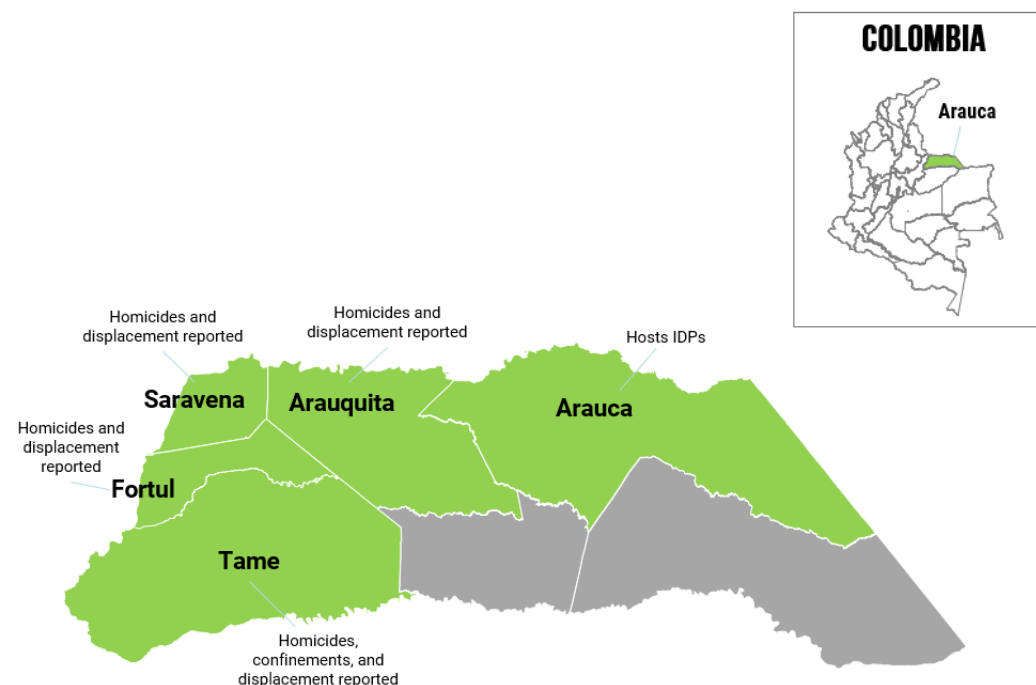 COLOMBIA
Arauca
Homicides and
displacement reported
Homicides and
displacement reported
Hosts IDPs
Saravena
Arauquita
Arauca
Homicides and
displacement
reported
Fortul
Tame
Homicides,
confinements, and
displacement reported